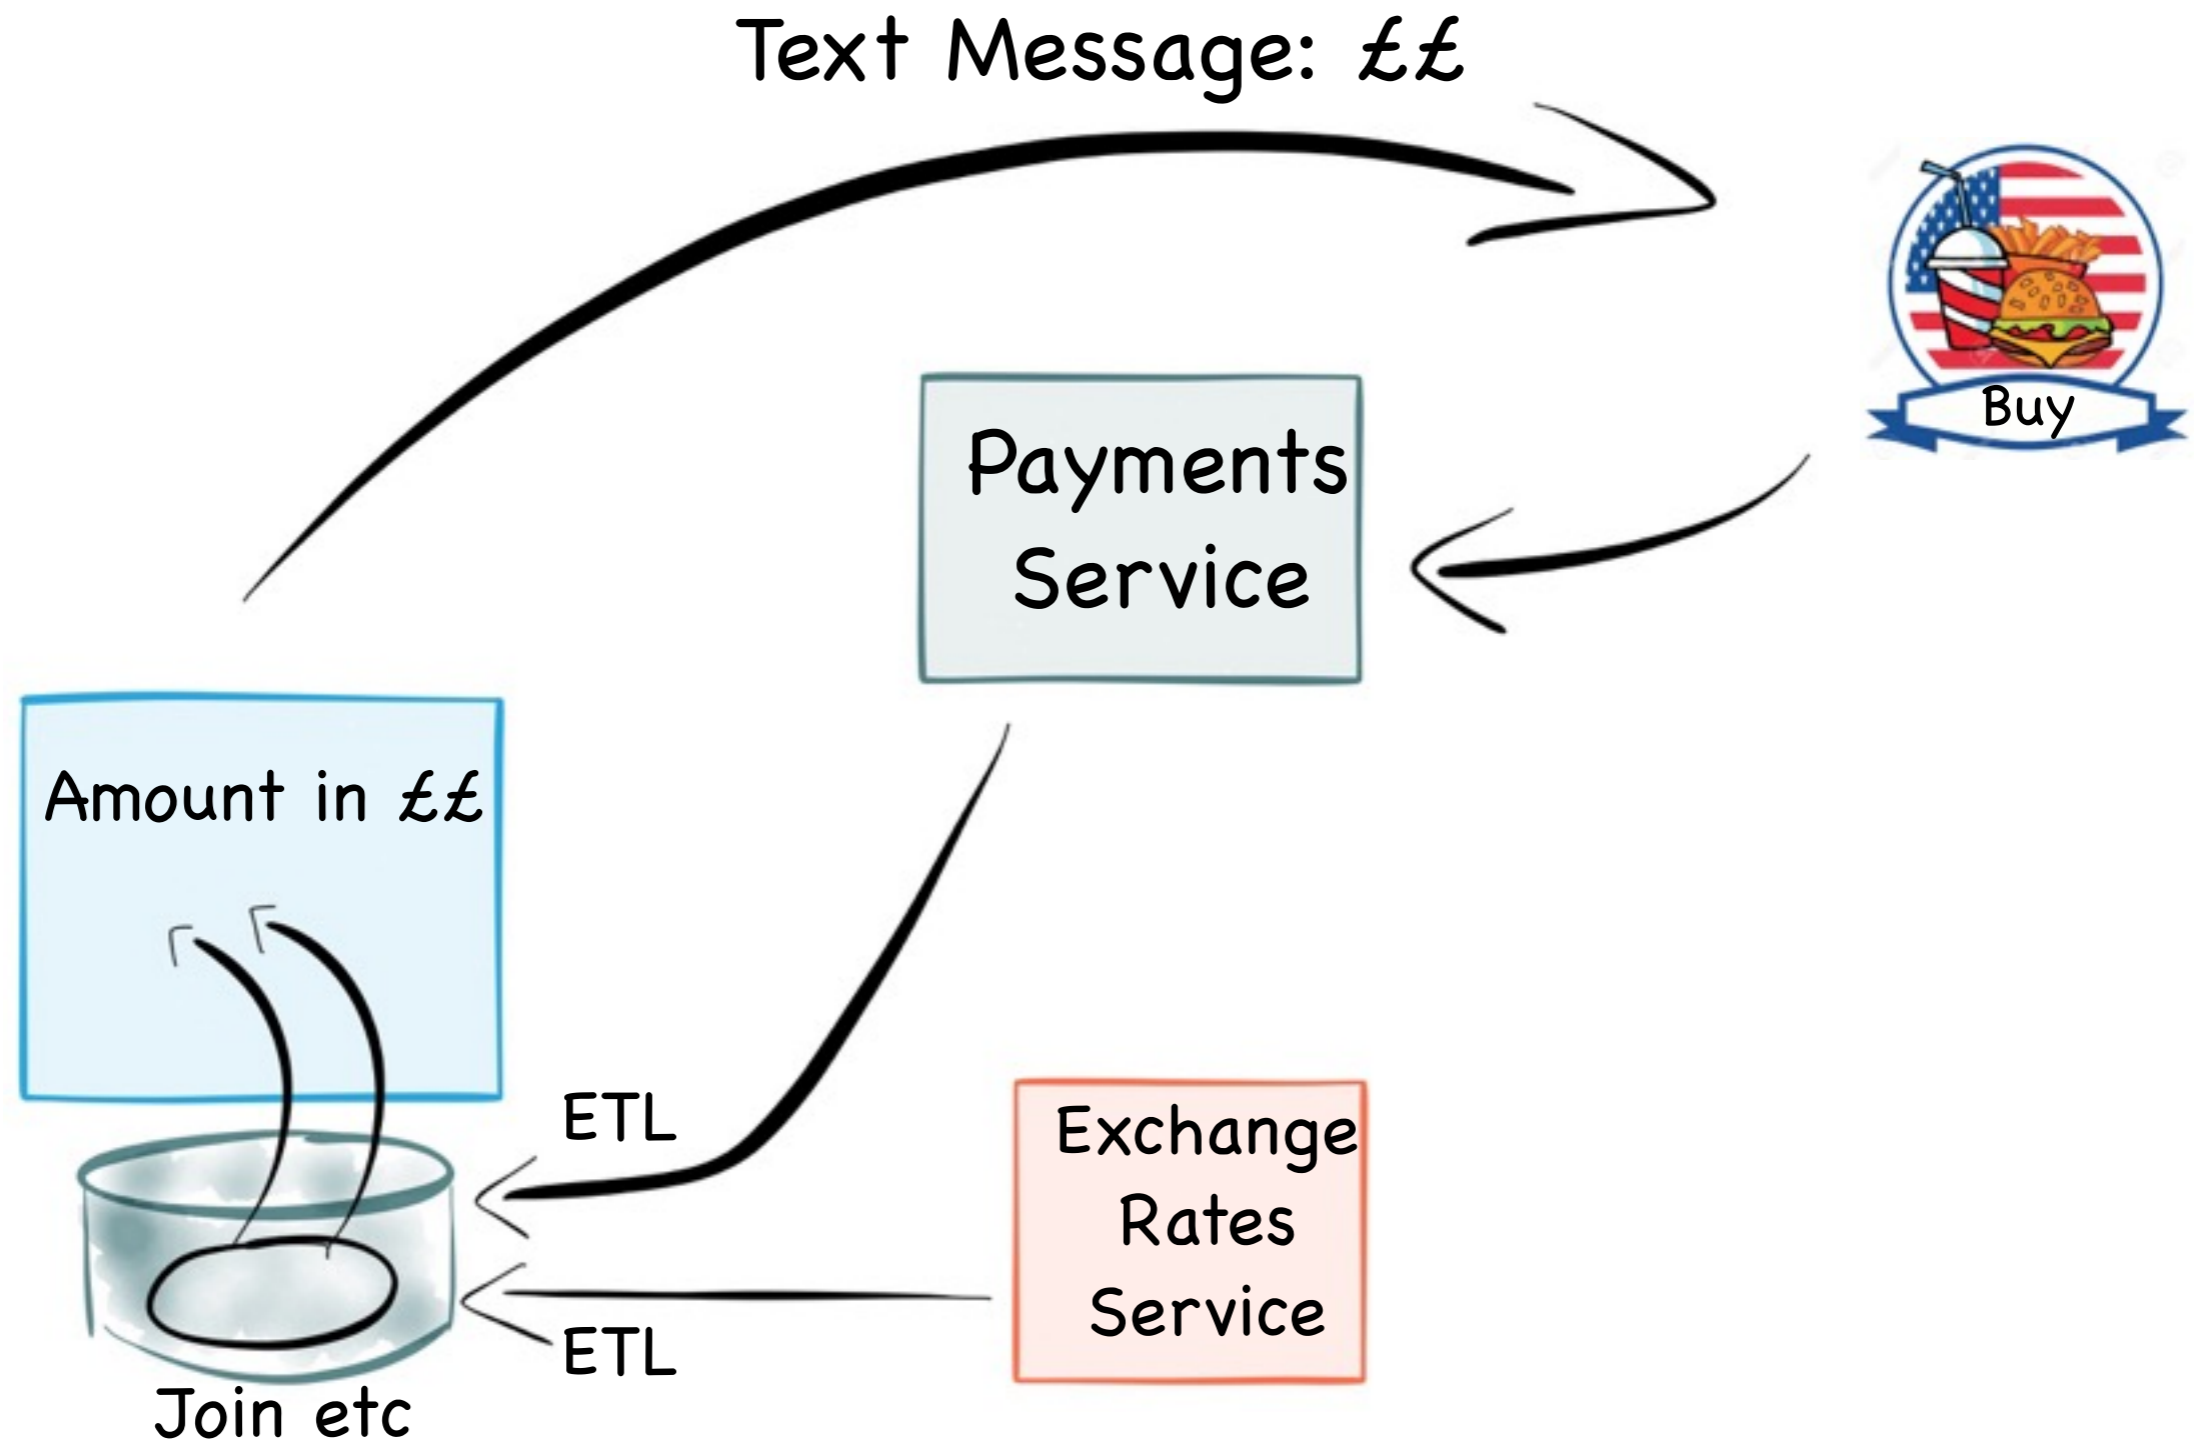 Text Message: ££
Buy
Payments
Service
Amount in ££
ETL
Exchange
Rates
Service
ETL
Join etc